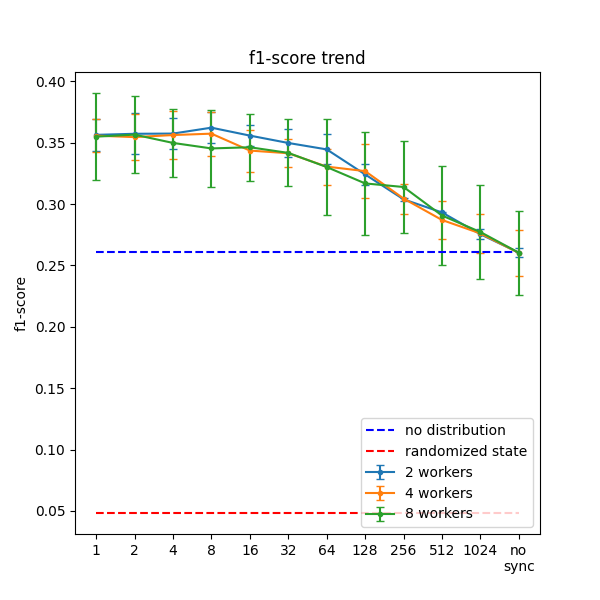 f1-score trend
f1-score
0.40
0.35
0.30
0.25
0.20
0.15
0.10
0.05
no distribution
randomized state
2 workers
4 workers
8 workers
1 2 4 8 16 32 64 128 256 512 1024 no
sync